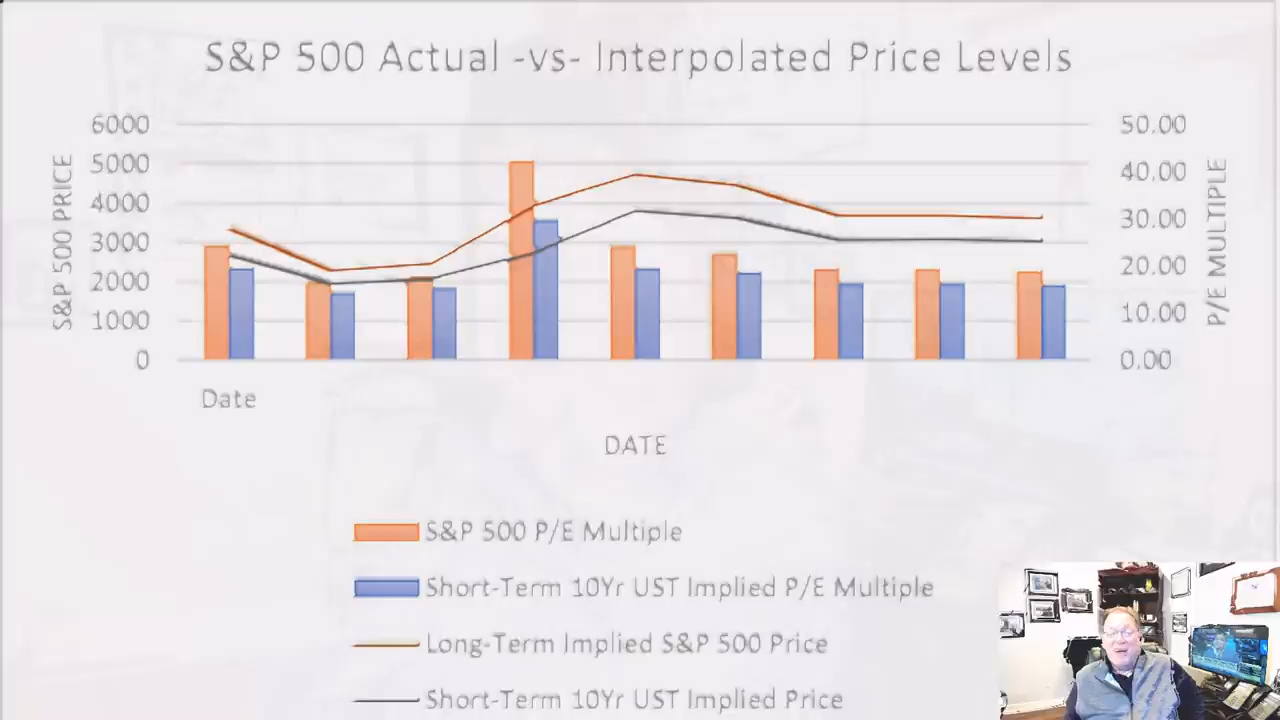 S&P 500 Actual -vs- Interpolated Price Levels
6000
5000
4000
3000
2000
1000
0
S&P 500 PRICE
50.00
40.00
30.00
20.00
10.00
0.00
P/E MULTIPLE
Date
DATE
S&P 500 P/E Multiple
Short-Term 10Yr UST Implied P/E Multiple
Long-Term Implied S&P 500 Price
Short-Term 10Yr UST Implied Price